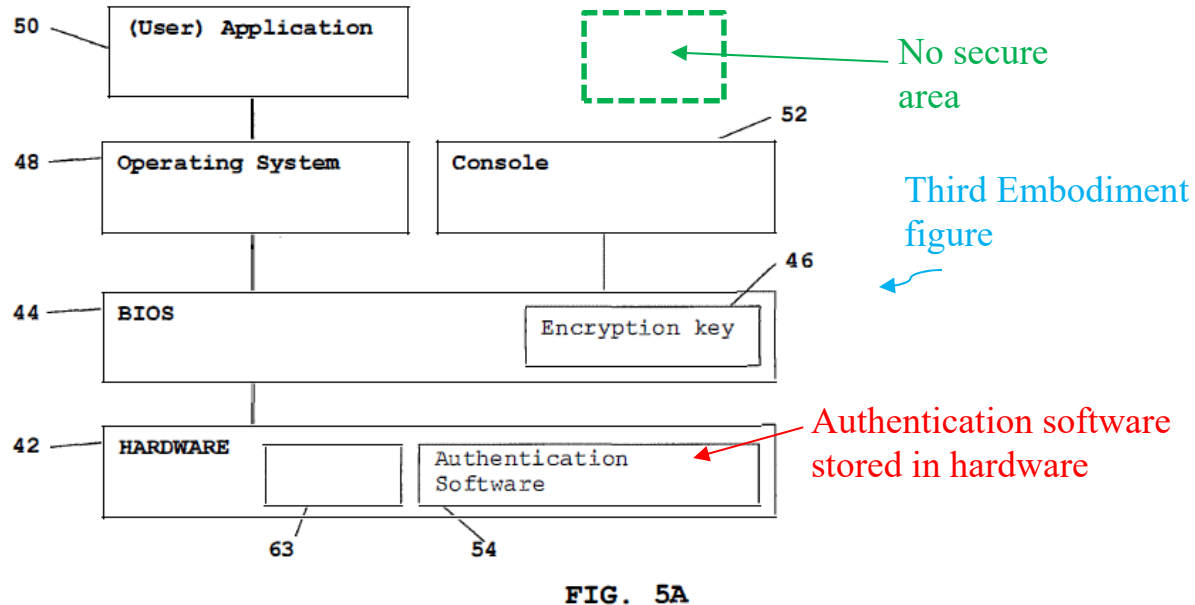 50
(User) Application
No secure
area
52
48
Operating System
Console
Third Embodiment
figure
46
44
BIOS
Encryption key
42
HARDWARE
Authentication
Software
Authentication software
stored in hardware
63
54
FIG. 5A